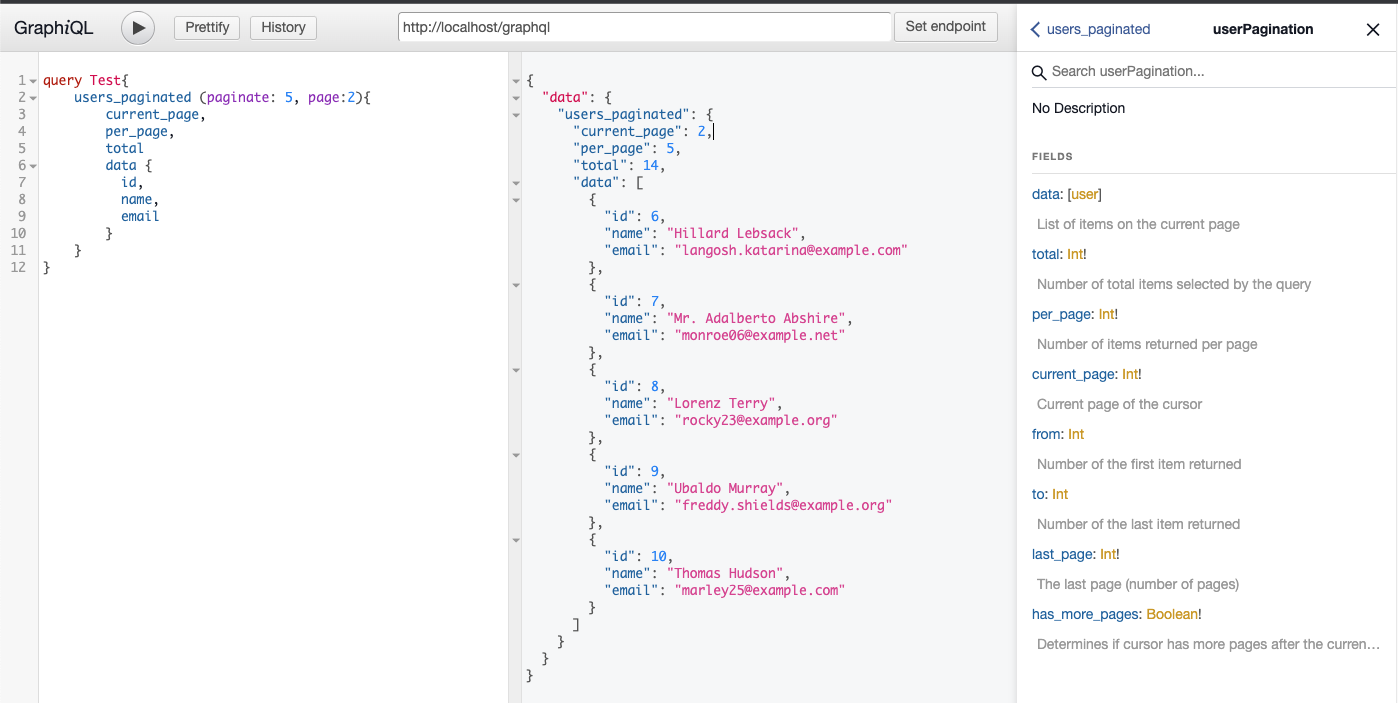 GraphiQL
Prettify
History
http://localhost/graphql
Set endpoint
1 query Test{
2 users_paginated (paginate: 5, page:2){
3 current_page,
4 per_page,
5 total
6 data {
7 id,
8 name,
9 email
10 }
11 }
12 }
{
"data": {
"users_paginated": {
"current_page": 2,
"per_page": 5,
"total": 14,
"data": [
{
"id": 6,
"name": "Hillard Lebsack",
"email": "langosh.katarina@example.com"
},
{
"id": 7,
"name": "Mr. Adalberto Abshire",
"email": "monroe06@example.net"
},
{
"id": 8,
"name": "Lorenz Terry",
"email": "rocky23@example.org"
},
{
"id": 9,
"name": "Ubaldo Murray",
"email": "freddy.shields@example.org"
},
{
"id": 10,
"name": "Thomas Hudson",
"email": "marley25@example.com"
}
]
}
}
}
users_paginated
userPagination
Search userPagination...
No Description
FIELDS
data: [user]
List of items on the current page
total: Int!
Number of total items selected by the query
per_page: Int!
Number of items returned per page
current_page: Int!
Current page of the cursor
from: Int
Number of the first item returned
to: Int
Number of the last item returned
last_page: Int!
The last page (number of pages)
has_more_pages: Boolean!
Determines if cursor has more pages after the curren…